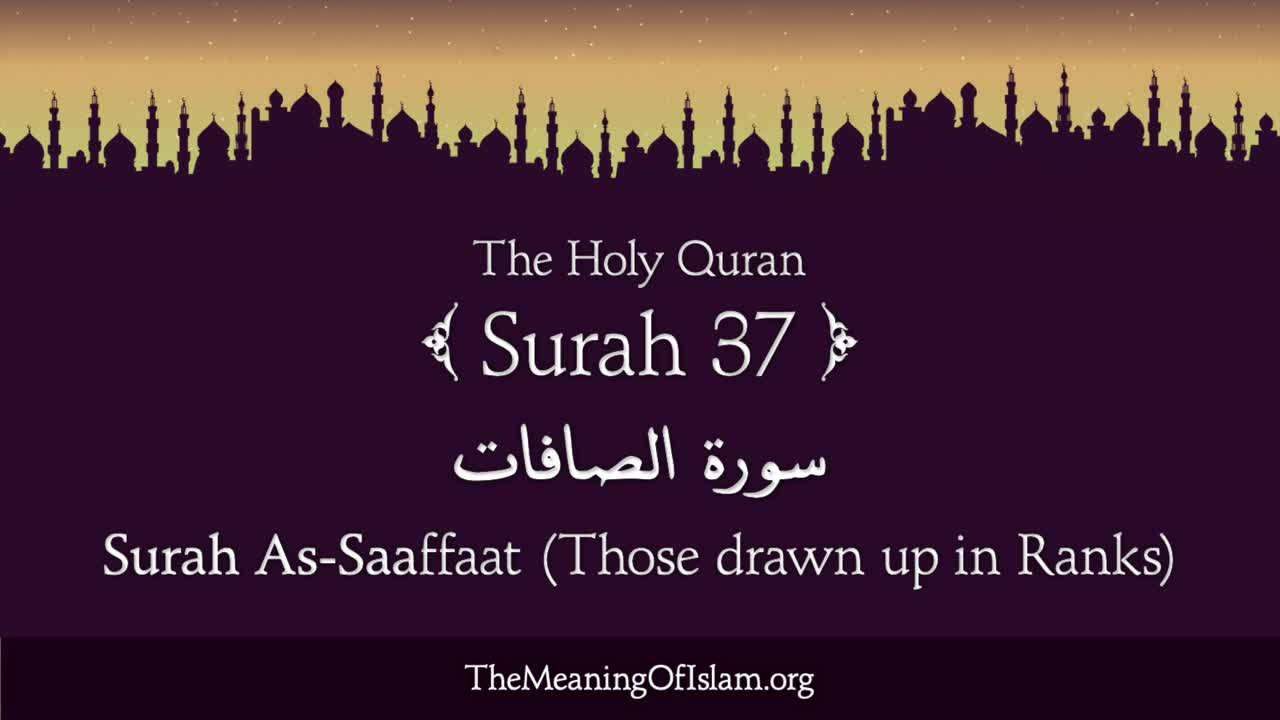 The Holy Quran
﴾ Surah 37 ﴿
سورة الصافات
Surah As-Saaffaat (Those drawn up in Ranks)
TheMeaningOfIslam.org